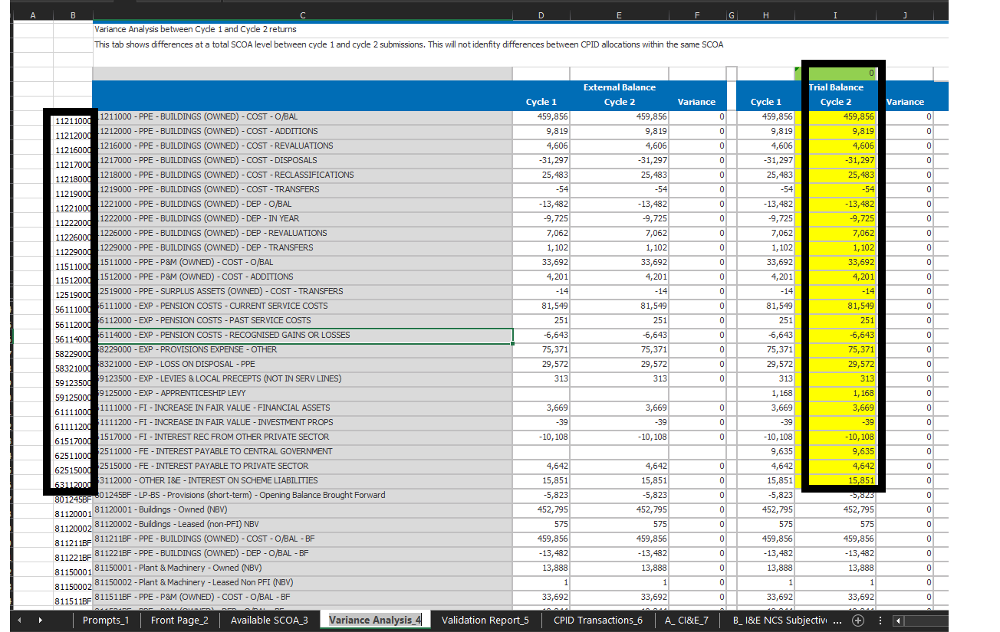 A B C D E F G H I J
Variance Analysis between Cycle 1 and Cycle 2 returns
This tab shows differences at a total SCOA level between cycle 1 and cycle 2 submissions. This will not idenfity differences between CPID allocations within the same SCOA
0
External Balance Trial Balance
Cycle 1 Cycle 2 Variance Cycle 1 Cycle 2 Variance
11211000 11211000 - PPE - BUILDINGS (OWNED) - COST - O/BAL 459,856 459,856 0 459,856 459,856 0
11212000 11212000 - PPE - BUILDINGS (OWNED) - COST - ADDITIONS 9,819 9,819 0 9,819 9,819 0
11216000 11216000 - PPE - BUILDINGS (OWNED) - COST - REVALUATIONS 4,606 4,606 0 4,606 4,606 0
11217000 11217000 - PPE - BUILDINGS (OWNED) - COST - DISPOSALS -31,297 -31,297 0 -31,297 -31,297 0
11218000 11218000 - PPE - BUILDINGS (OWNED) - COST - RECLASSIFICATIONS 25,483 25,483 0 25,483 25,483 0
11219000 11219000 - PPE - BUILDINGS (OWNED) - COST - TRANSFERS -54 -54 0 -54 -54 0
11221000 11221000 - PPE - BUILDINGS (OWNED) - DEP - O/BAL -13,482 -13,482 0 -13,482 -13,482 0
11222000 11222000 - PPE - BUILDINGS (OWNED) - DEP - IN YEAR -9,725 -9,725 0 -9,725 -9,725 0
11226000 11226000 - PPE - BUILDINGS (OWNED) - DEP - REVALUATIONS 7,062 7,062 0 7,062 7,062 0
11229000 11229000 - PPE - BUILDINGS (OWNED) - DEP - TRANSFERS 1,102 1,102 0 1,102 1,102 0
11511000 11511000 - PPE - P&M (OWNED) - COST - O/BAL 33,692 33,692 0 33,692 33,692 0
11512000 11512000 - PPE - P&M (OWNED) - COST - ADDITIONS 4,201 4,201 0 4,201 4,201 0
12519000 12519000 - PPE - SURPLUS ASSETS (OWNED) - COST - TRANSFERS -14 -14 0 -14 -14 0
56111000 56111000 - EXP - PENSION COSTS - CURRENT SERVICE COSTS 81,549 81,549 0 81,549 81,549 0
56112000 56112000 - EXP - PENSION COSTS - PAST SERVICE COSTS 251 251 0 251 251 0
56114000 56114000 - EXP - PENSION COSTS - RECOGNISED GAINS OR LOSSES -6,643 -6,643 0 -6,643 -6,643 0
58229000 58229000 - EXP - PROVISIONS EXPENSE - OTHER 75,371 75,371 0 75,371 75,371 0
58321000 58321000 - EXP - LOSS ON DISPOSAL - PPE 29,572 29,572 0 29,572 29,572 0
59123500 59123500 - EXP - LEVIES & LOCAL PRECEPTS (NOT IN SERV LINES) 313 313 0 313 313 0
59125000 59125000 - EXP - APPRENTICESHIP LEVY 1,168 1,168 0
61111000 61111000 - FI - INCREASE IN FAIR VALUE - FINANCIAL ASSETS 3,669 3,669 0 3,669 3,669 0
61111200 61111200 - FI - INCREASE IN FAIR VALUE - INVESTMENT PROPS -39 -39 0 -39 -39 0
61517000 61517000 - FI - INTEREST REC FROM OTHER PRIVATE SECTOR -10,108 -10,108 0 -10,108 -10,108 0
62511000 62511000 - FE - INTEREST PAYABLE TO CENTRAL GOVERNMENT 9,635 9,635 0
62515000 62515000 - FE - INTEREST PAYABLE TO PRIVATE SECTOR 4,642 4,642 0 4,642 4,642 0
63112000 63112000 - OTHER I&E - INTEREST ON SCHEME LIABILITIES 15,851 15,851 0 15,851 15,851 0
801245BF 801245BF - LP-BS - Provisions (short-term) - Opening Balance Brought Forward -5,823 -5,823 0 -5,823 -5,823 0
81120001 81120001 - Buildings - Owned (NBV) 452,795 452,795 0 452,795 452,795 0
81120002 81120002 - Buildings - Leased (non-PFI) NBV 575 575 0 575 575 0
811211BF 811211BF - PPE - BUILDINGS (OWNED) - COST - O/BAL - BF 459,856 459,856 0 459,856 459,856 0
811221BF 811221BF - PPE - BUILDINGS (OWNED) - DEP - O/BAL - BF -13,482 -13,482 0 -13,482 -13,482 0
81150001 81150001 - Plant & Machinery - Owned (NBV) 13,888 13,888 0 13,888 13,888 0
81150002 81150002 - Plant & Machinery - Leased Non PFI (NBV) 1 1 0 1 1 0
811511BF 811511BF - PPE - P&M (OWNED) - COST - O/BAL - BF 33,692 33,692 0 33,692 33,692 0
Prompts_1 Front Page_2 Available SCOA_3 Variance Analysis_4 Validation Report_5 CPID Transactions_6 A_ CI&E_7 B_ I&E NCS Subjectiv ...